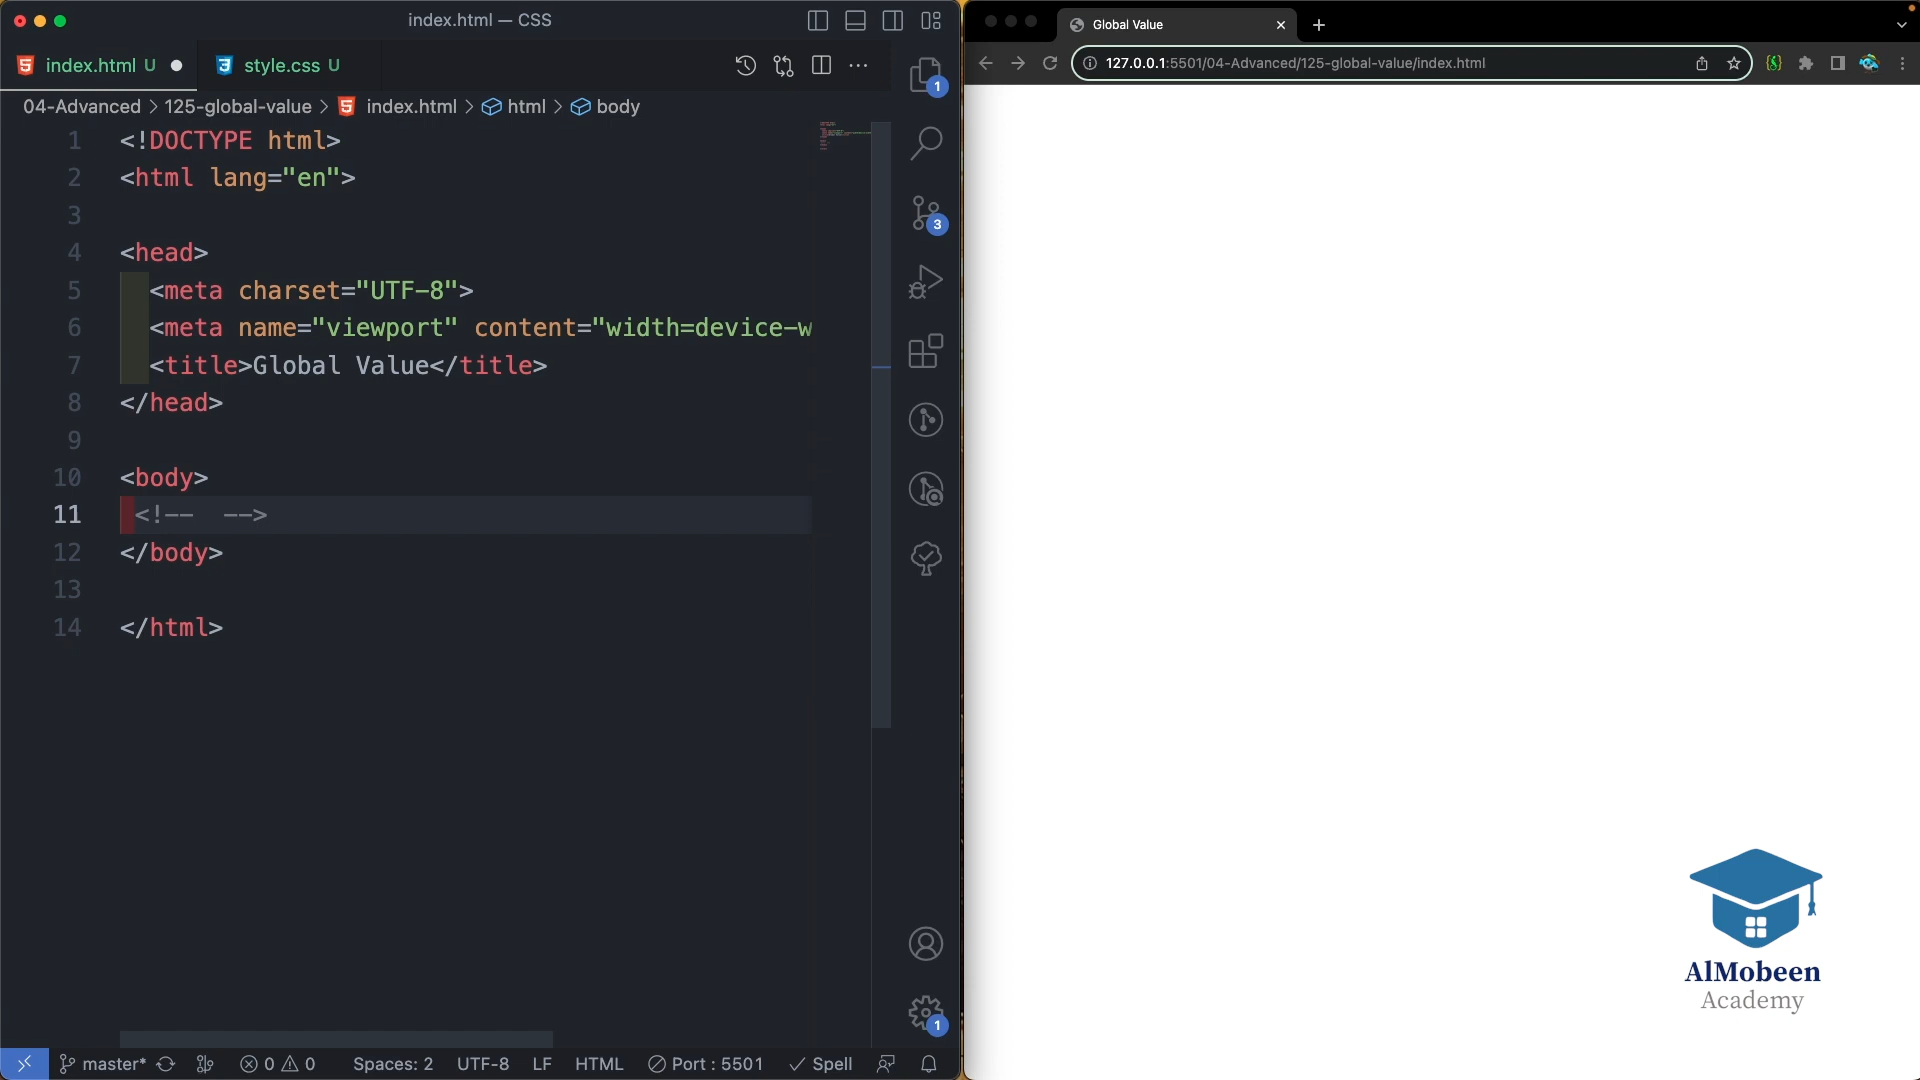 index.html — CSS
index.html U
style.css U
04-Advanced > 125-global-value > index.html > html > body
1 <!DOCTYPE html>
2 <html lang="en">
3
4 <head>
5 <meta charset="UTF-8">
6 <meta name="viewport" content="width=device-w
7 <title>Global Value</title>
8 </head>
9
10 <body>
11 <!-- -->
12 </body>
13
14 </html>
1
3
1
master* 0 0 Spaces: 2 UTF-8 LF HTML Port : 5501 Spell
Global Value
127.0.0.1:5501/04-Advanced/125-global-value/index.html
AlMobeen
Academy